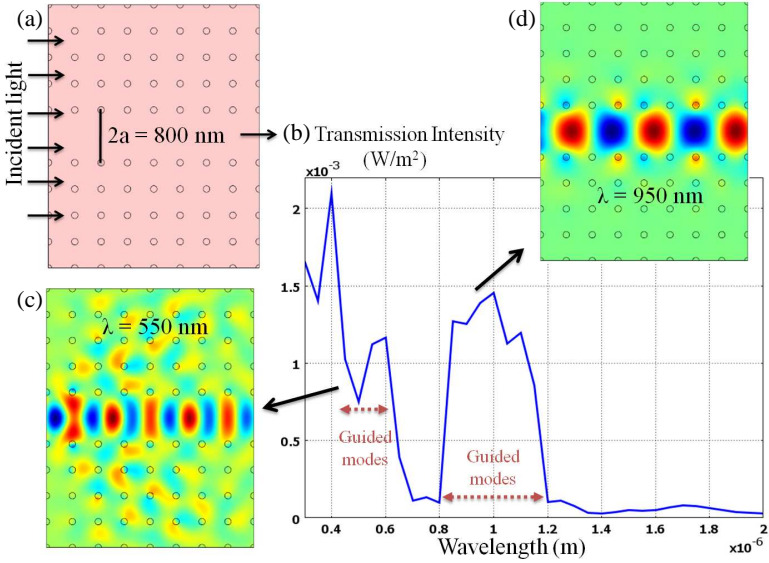 (a)
Incident light
2a = 800 nm
(b)
Transmission Intensity
(W/m²)
x10⁻³
2
1.5
1
0.5
0
0.4
0.6
0.8
1
1.2
1.4
1.6
1.8
2
x10⁻⁶
Wavelength (m)
Guided
modes
Guided
modes
(c)
λ = 550 nm
(d)
λ = 950 nm